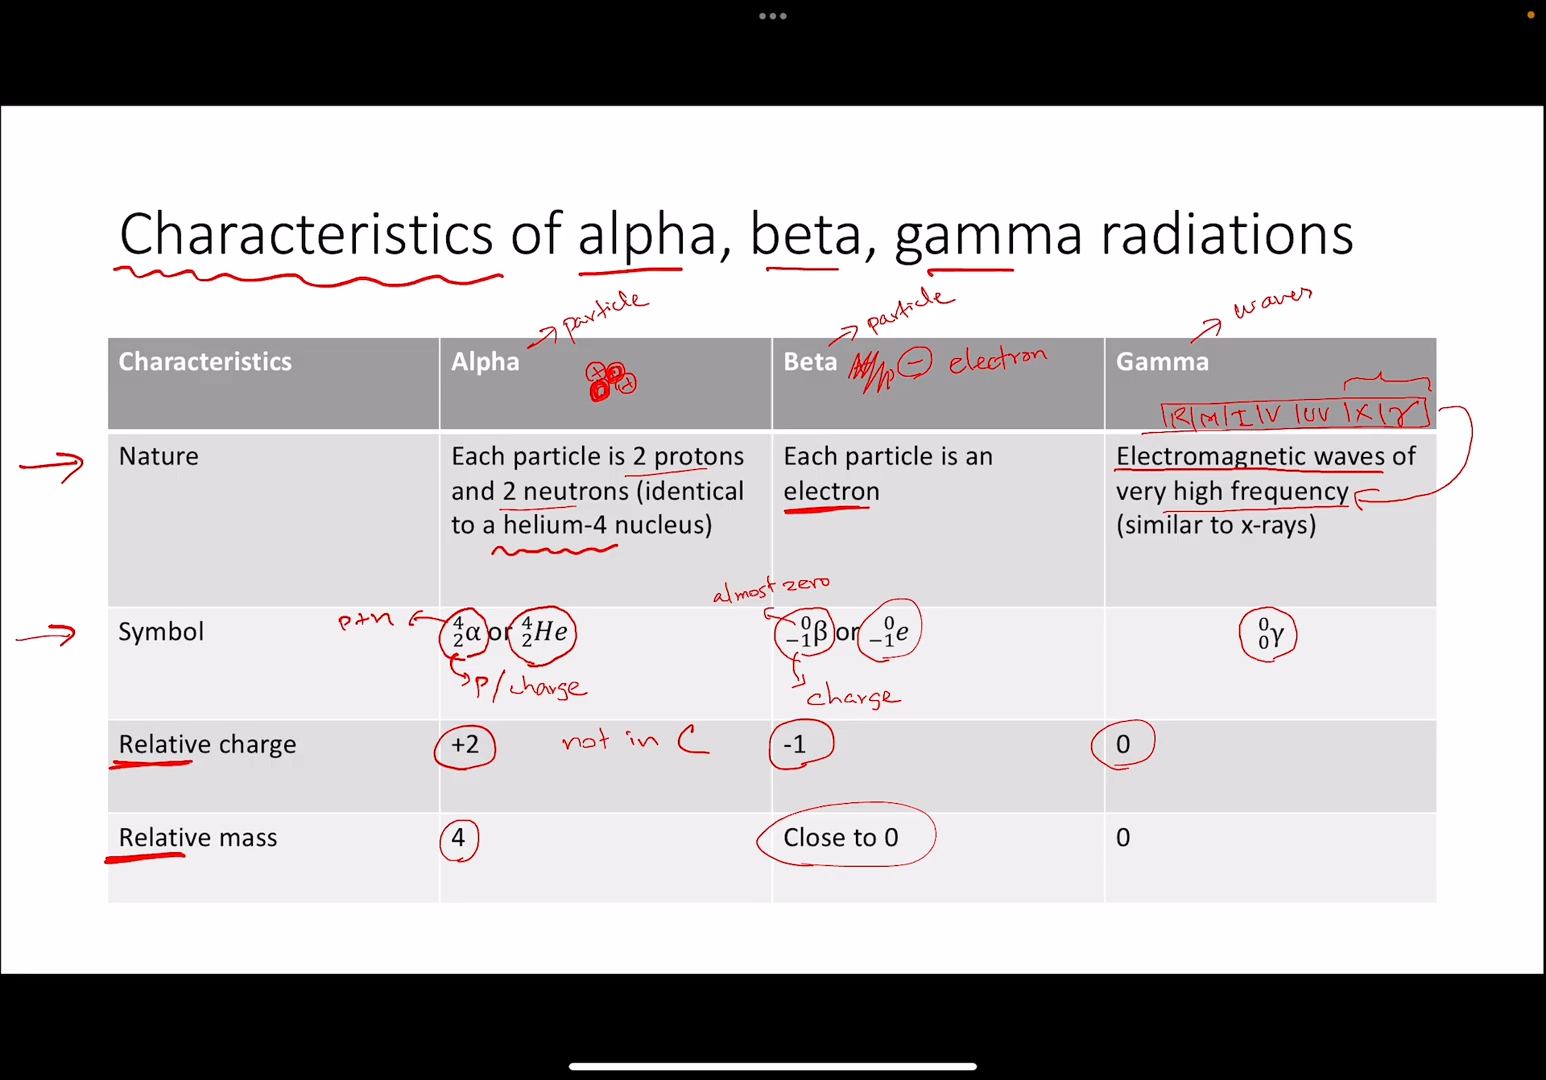 Characteristics of alpha, beta, gamma radiations
particle
particle
waves
Characteristics
Alpha
Beta
- electron
Gamma
R|M|I|V|UV|X|γ
Nature
Each particle is 2 protons
and 2 neutrons (identical
to a helium-4 nucleus)
Each particle is an
electron
Electromagnetic waves of
very high frequency
(similar to x-rays)
almost zero
p+n
Symbol
⁴₂α or ⁴₂He
⁰₋₁β or ⁰₋₁e
⁰₀γ
p/charge
charge
Relative charge
+2
not in C
-1
0
Relative mass
4
Close to 0
0